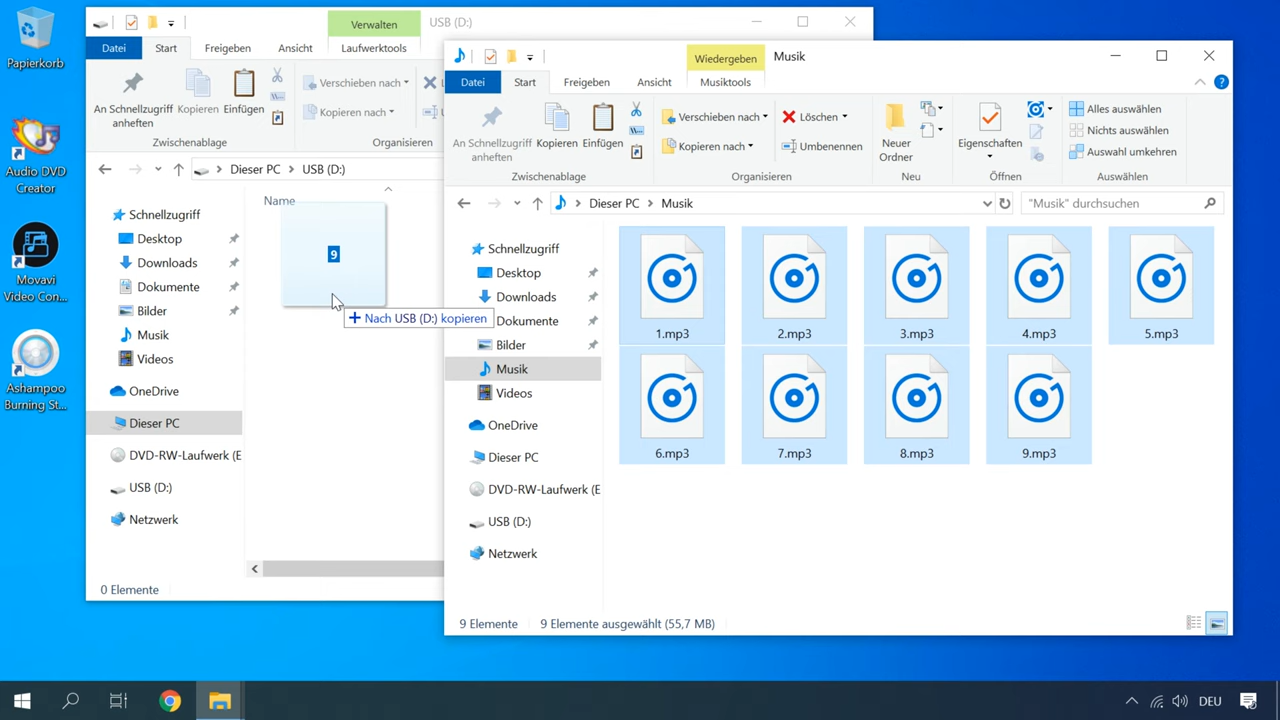 Papierkorb
Audio DVD
Creator
Movavi
Video Con...
Ashampoo
Burning St...
Verwalten
USB (D:)
Datei
Start
Freigeben
Ansicht
Laufwerktools
An Schnellzugriff
anheften
Kopieren
Einfügen
Verschieben nach
Kopieren nach
Zwischenablage
Organisieren
Dieser PC
USB (D:)
Name
Schnellzugriff
Desktop
Downloads
Dokumente
Bilder
Musik
Videos
OneDrive
Dieser PC
DVD-RW-Laufwerk (E
USB (D:)
Netzwerk
0 Elemente
9
Nach USB (D:) kopieren
Wiedergeben
Musik
Datei
Start
Freigeben
Ansicht
Musiktools
An Schnellzugriff
anheften
Kopieren
Einfügen
Verschieben nach
Kopieren nach
Löschen
Umbenennen
Neuer
Ordner
Eigenschaften
Alles auswählen
Nichts auswählen
Auswahl umkehren
Zwischenablage
Organisieren
Neu
Öffnen
Auswählen
Dieser PC
Musik
"Musik" durchsuchen
Schnellzugriff
Desktop
Downloads
Dokumente
Bilder
Musik
Videos
OneDrive
Dieser PC
DVD-RW-Laufwerk (E
USB (D:)
Netzwerk
1.mp3
2.mp3
3.mp3
4.mp3
5.mp3
6.mp3
7.mp3
8.mp3
9.mp3
9 Elemente
9 Elemente ausgewählt (55,7 MB)
DEU